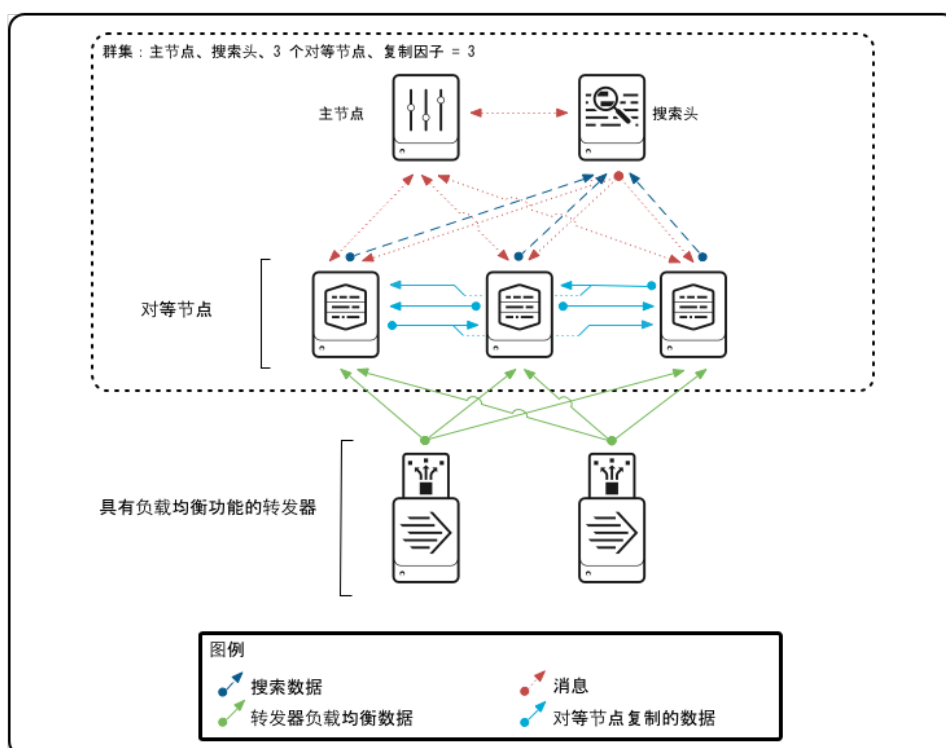 群集：主节点、搜索头、3 个对等节点、复制因子 = 3
主节点
搜索头
对等节点
具有负载均衡功能的转发器
图例
搜索数据
消息
转发器负载均衡数据
对等节点复制的数据